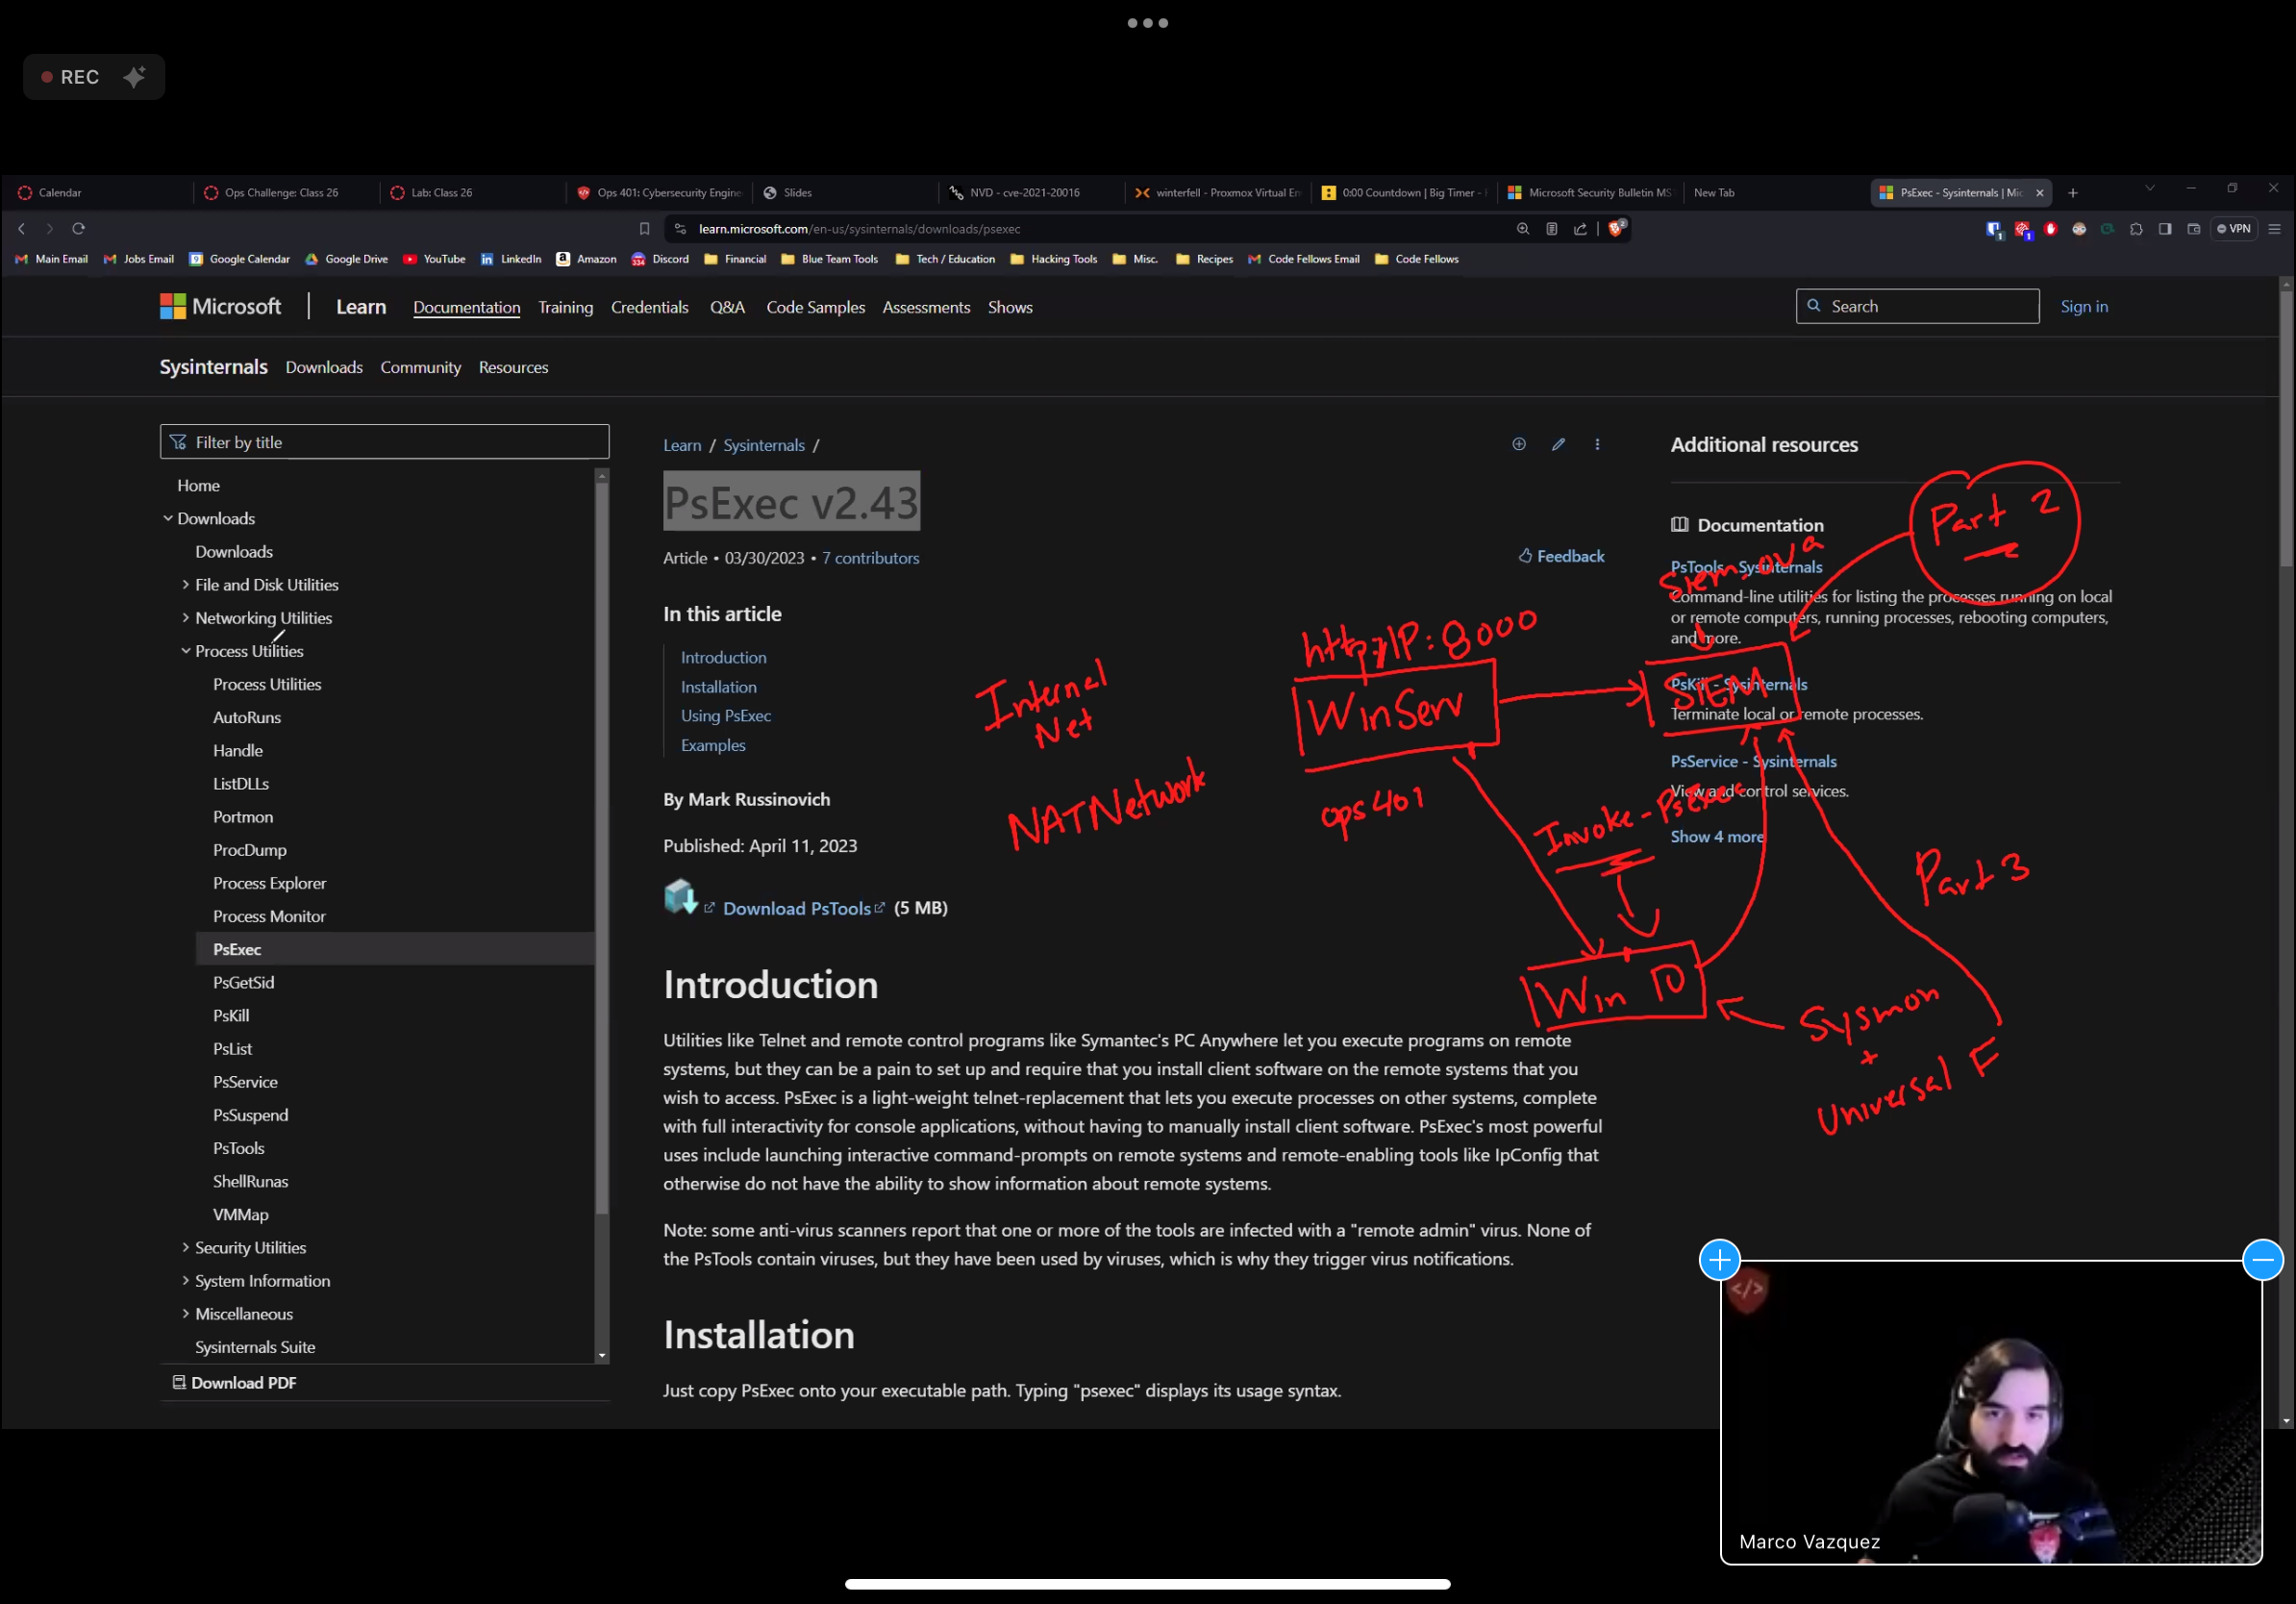 REC
Calendar
Ops Challenge: Class 26
Lab: Class 26
Ops 401: Cybersecurity Engine
Slides
NVD - cve-2021-20016
winterfell - Proxmox Virtual En
0:00 Countdown | Big Timer -
Microsoft Security Bulletin MS
New Tab
PsExec - Sysinternals | Mic
learn.microsoft.com/en-us/sysinternals/downloads/psexec
VPN
Main Email
Jobs Email
Google Calendar
Google Drive
YouTube
LinkedIn
Amazon
Discord
Financial
Blue Team Tools
Tech / Education
Hacking Tools
Misc.
Recipes
Code Fellows Email
Code Fellows
Microsoft
Learn
Documentation
Training
Credentials
Q&A
Code Samples
Assessments
Shows
Search
Sign in
Sysinternals
Downloads
Community
Resources
Filter by title
Home
Downloads
Downloads
File and Disk Utilities
Networking Utilities
Process Utilities
Process Utilities
AutoRuns
Handle
ListDLLs
Portmon
ProcDump
Process Explorer
Process Monitor
PsExec
PsGetSid
PsKill
PsList
PsService
PsSuspend
PsTools
ShellRunas
VMMap
Security Utilities
System Information
Miscellaneous
Sysinternals Suite
Download PDF
Learn / Sysinternals /
PsExec v2.43
Article • 03/30/2023 • 7 contributors
Feedback
In this article
Introduction
Installation
Using PsExec
Examples
By Mark Russinovich
Published: April 11, 2023
Download PsTools (5 MB)
Introduction
Utilities like Telnet and remote control programs like Symantec's PC Anywhere let you execute programs on remote
systems, but they can be a pain to set up and require that you install client software on the remote systems that you
wish to access. PsExec is a light-weight telnet-replacement that lets you execute processes on other systems, complete
with full interactivity for console applications, without having to manually install client software. PsExec's most powerful
uses include launching interactive command-prompts on remote systems and remote-enabling tools like IpConfig that
otherwise do not have the ability to show information about remote systems.
Note: some anti-virus scanners report that one or more of the tools are infected with a "remote admin" virus. None of
the PsTools contain viruses, but they have been used by viruses, which is why they trigger virus notifications.
Installation
Just copy PsExec onto your executable path. Typing "psexec" displays its usage syntax.
Additional resources
Documentation
PsTools - Sysinternals
Command-line utilities for listing the processes running on local
or remote computers, running processes, rebooting computers,
and more.
PsKill - Sysinternals
Terminate local or remote processes.
PsService - Sysinternals
View and control services.
Show 4 more
Part 2
Siem.ova
http://IP:8000
WinServ
SIEM
Internal
Net
NATNetwork
ops401
Invoke-PsExec
Win 10
Part 3
Sysmon
+
Universal F
Marco Vazquez